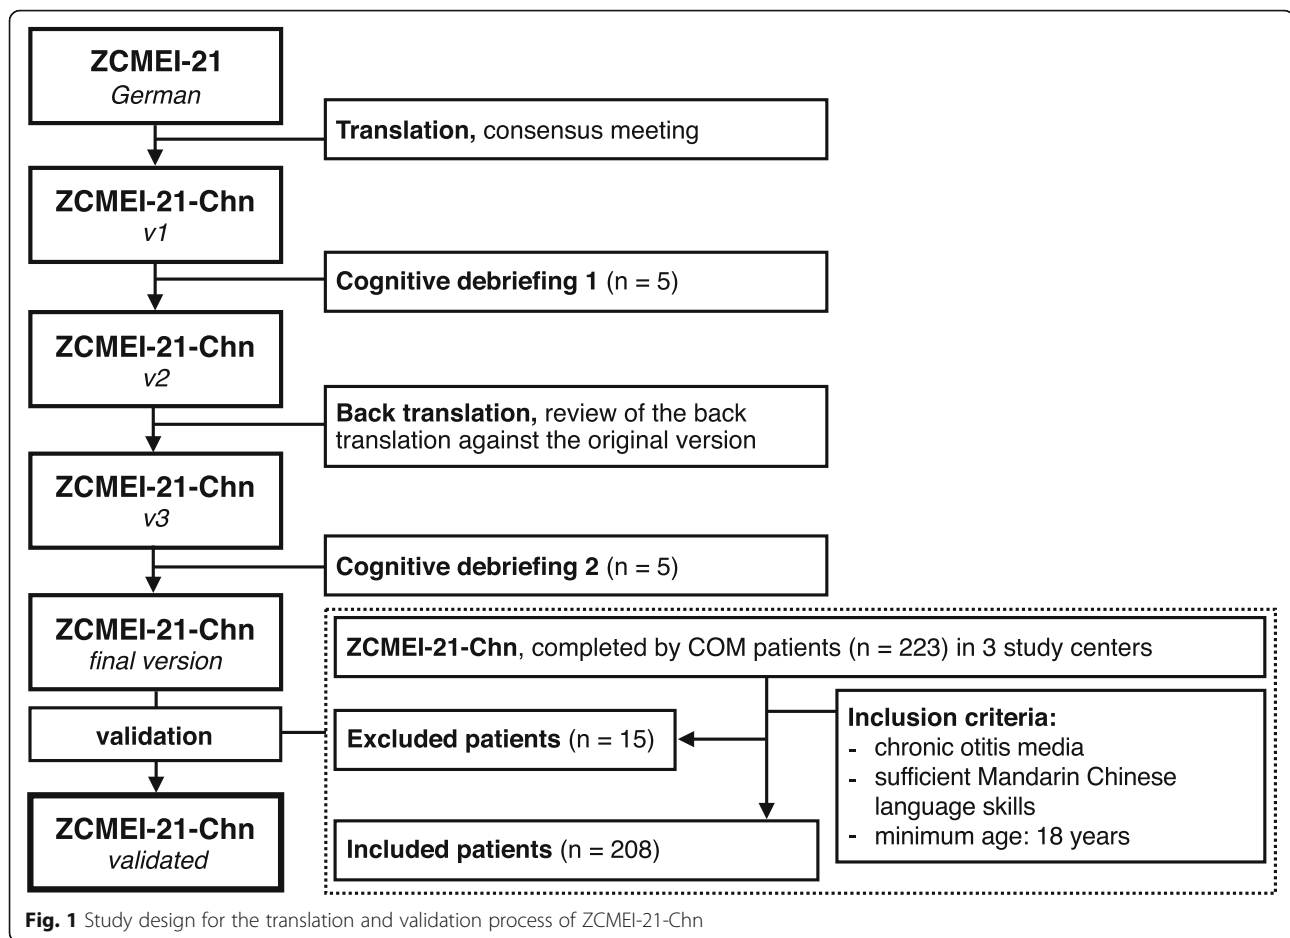 ZCMEI-21
German
Translation, consensus meeting
ZCMEI-21-Chn
v1
Cognitive debriefing 1 (n = 5)
ZCMEI-21-Chn
v2
Back translation, review of the back
translation against the original version
ZCMEI-21-Chn
v3
Cognitive debriefing 2 (n = 5)
ZCMEI-21-Chn
final version
validation
ZCMEI-21-Chn
validated
ZCMEI-21-Chn, completed by COM patients (n = 223) in 3 study centers
Excluded patients (n = 15)
Inclusion criteria:
- chronic otitis media
- sufficient Mandarin Chinese
language skills
- minimum age: 18 years
Included patients (n = 208)
Fig. 1 Study design for the translation and validation process of ZCMEI-21-Chn